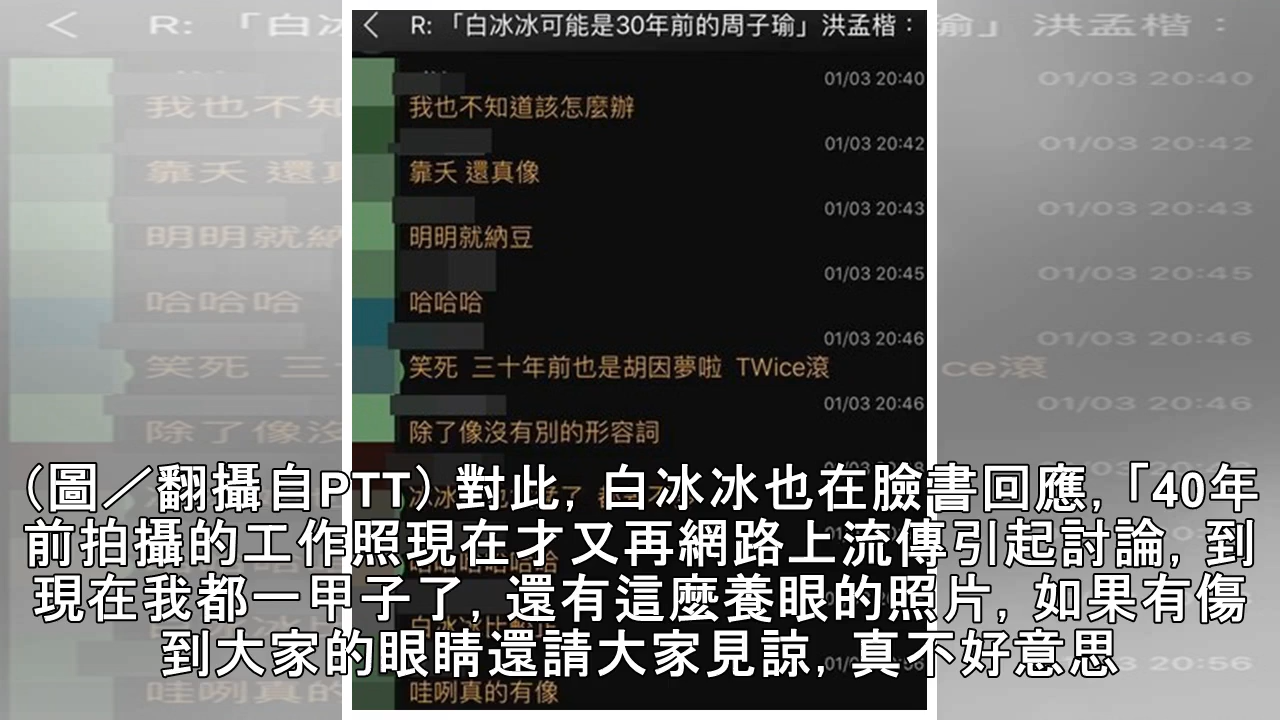 R: 「白冰冰可能是30年前的周子瑜」洪孟楷：
01/03 20:40
我也不知道該怎麼辦
01/03 20:42
靠夭 還真像
01/03 20:43
明明就納豆
01/03 20:45
哈哈哈
01/03 20:46
笑死 三十年前也是胡因夢啦 TWice滾
01/03 20:46
除了像沒有別的形容詞
(圖／翻攝自PTT) 對此, 白冰冰也在臉書回應,「40年
前拍攝的工作照現在才又再網路上流傳引起討論, 到
現在我都一甲子了, 還有這麼養眼的照片, 如果有傷
到大家的眼睛還請大家見諒, 真不好意思
哇咧真的有像